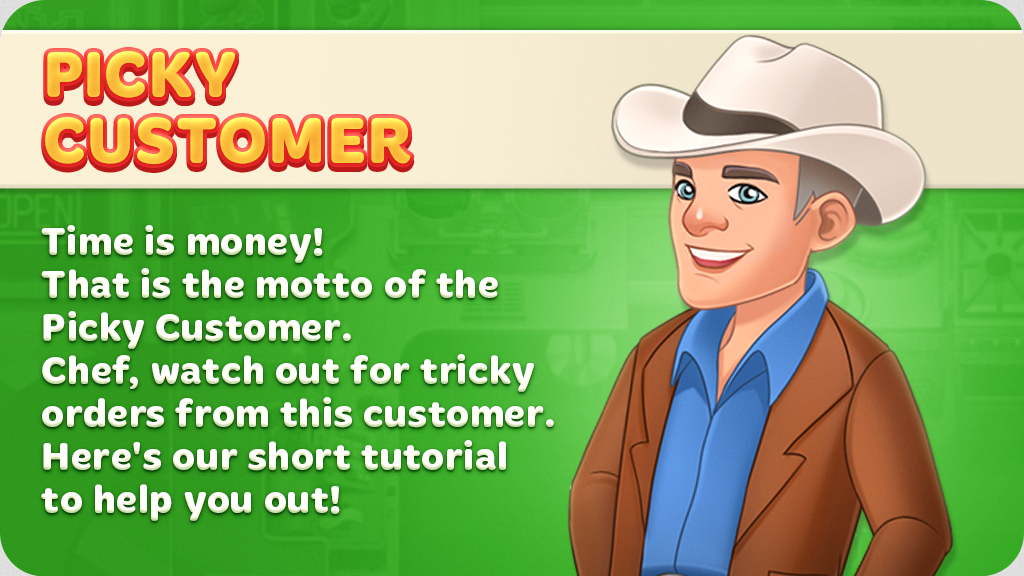 PICKY
CUSTOMER
OPEN
Time is money!
That is the motto of the
Picky Customer.
Chef, watch out for tricky
orders from this customer.
Here's our short tutorial
to help you out!